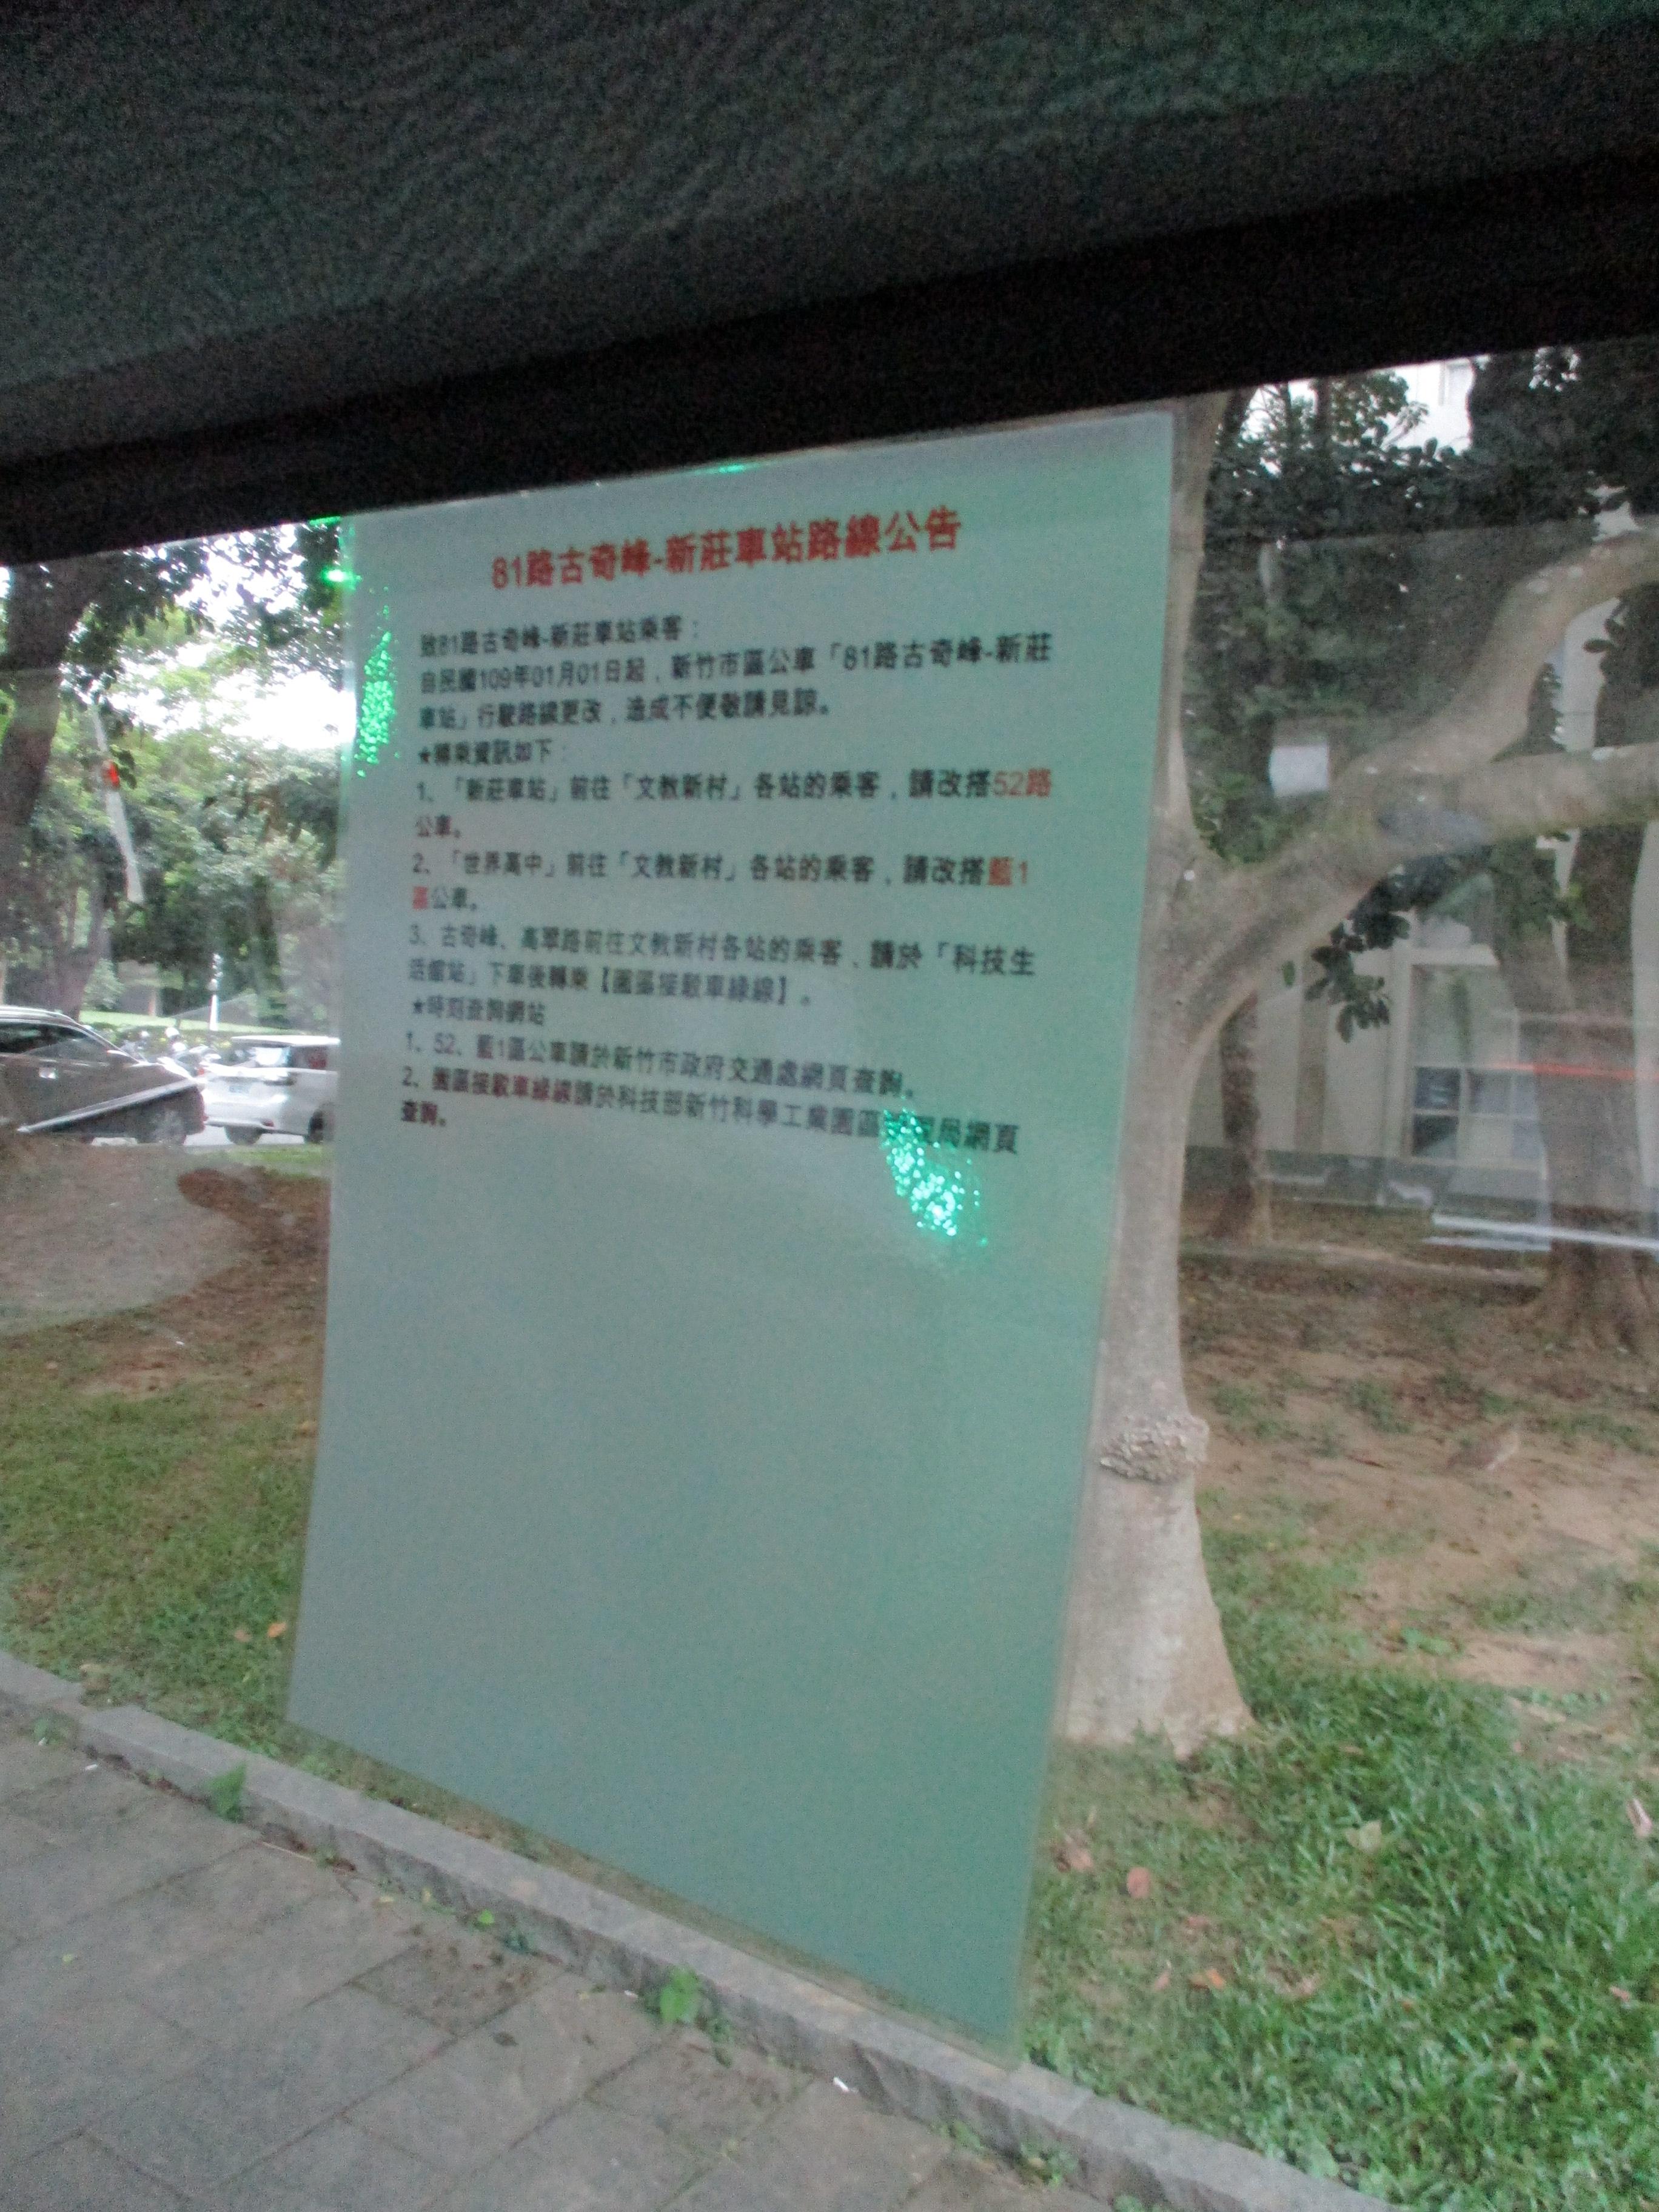 81路古奇峰-新莊車站路線公告
致81路古奇峰-新莊車站乘客：
自民國109年01月01日起，新竹市區公車「81路古奇峰-新莊
車站」行駛路線更改，造成不便敬請見諒。
★轉乘資訊如下：
1、「新莊車站」前往「文教新村」各站的乘客，請改搭52路
公車。
2、「世界高中」前往「文教新村」各站的乘客，請改搭藍1
區公車。
3、古奇峰、高翠路前往文教新村各站的乘客，請於「科技生
活館站」下車後轉乘【園區接駁車綠線】。
★時刻查詢網站
1、52、藍1區公車請於新竹市政府交通處網頁查詢。
2、園區接駁車綠線請於科技部新竹科學工業園區管理局網頁
查詢。